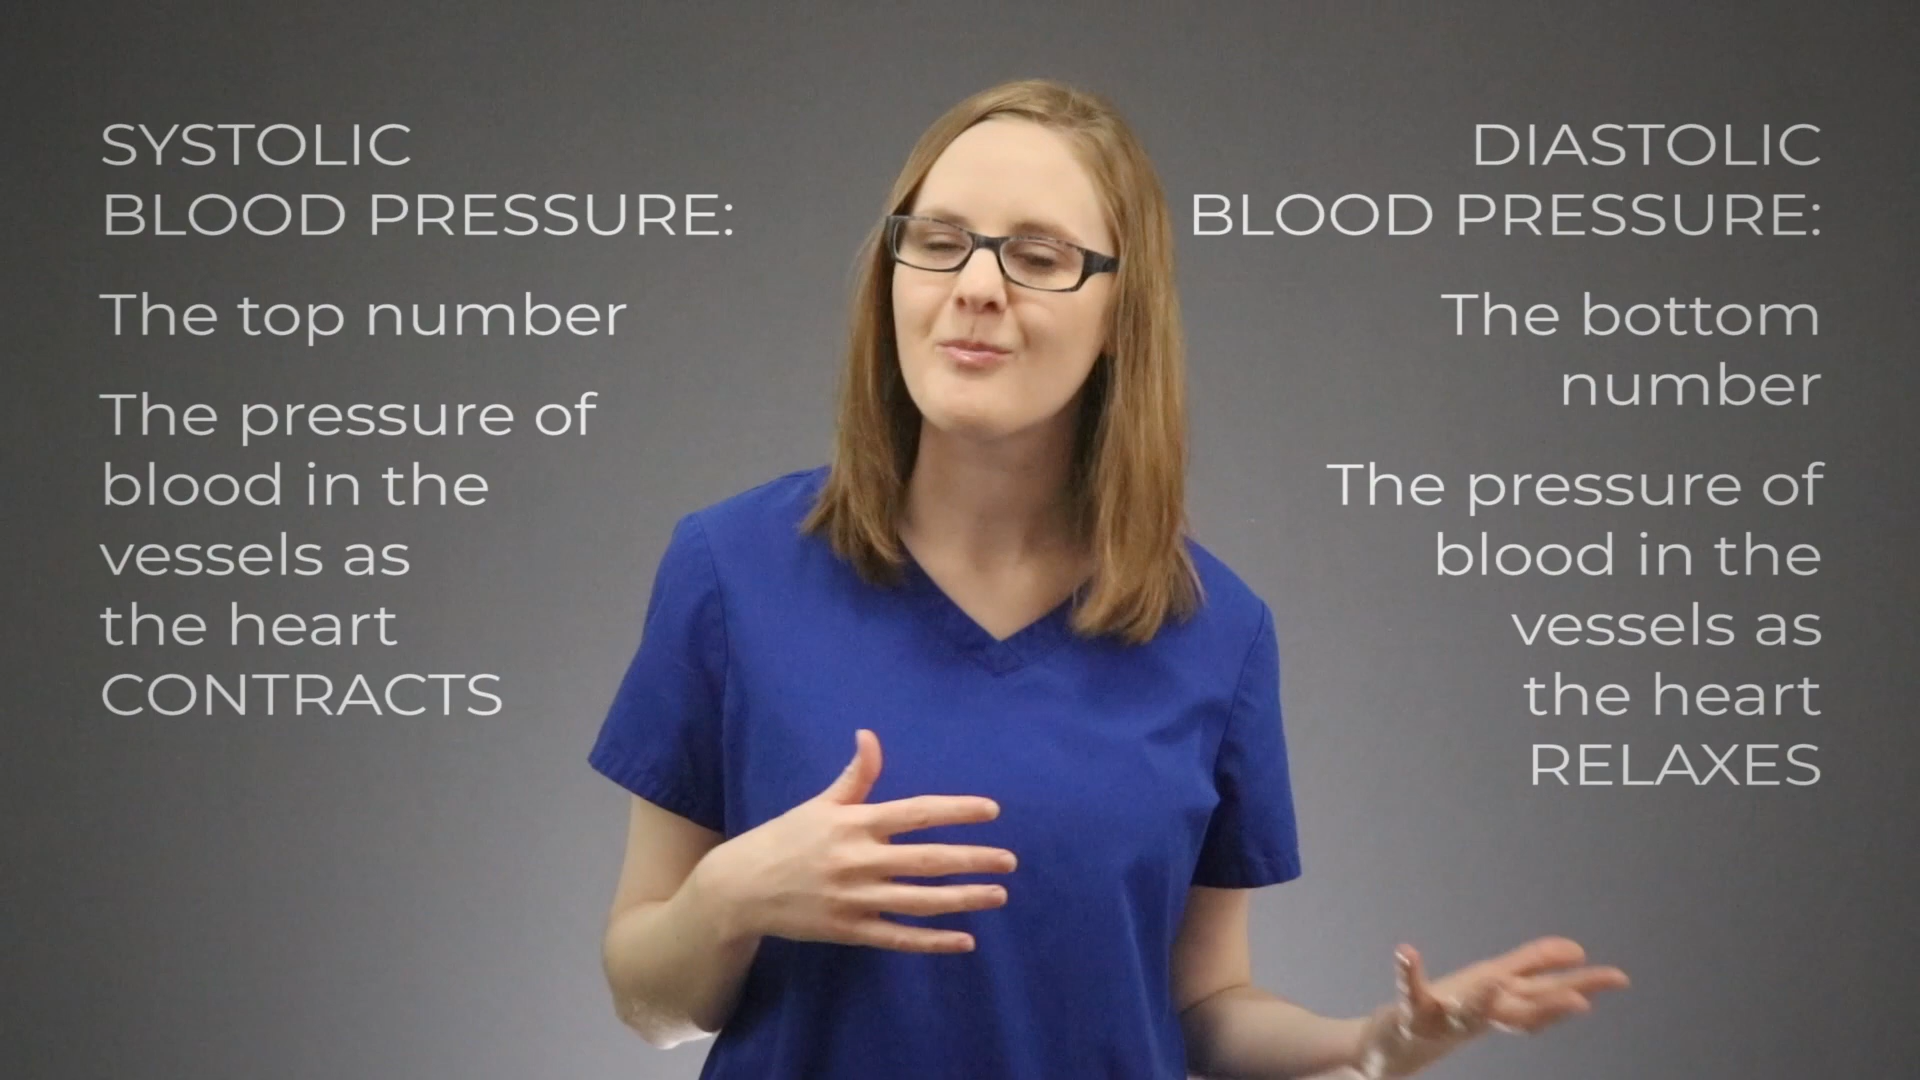 SYSTOLIC
BLOOD PRESSURE:
The top number
The pressure of
blood in the
vessels as
the heart
CONTRACTS
DIASTOLIC
BLOOD PRESSURE:
The bottom
number
The pressure of
blood in the
vessels as
the heart
RELAXES